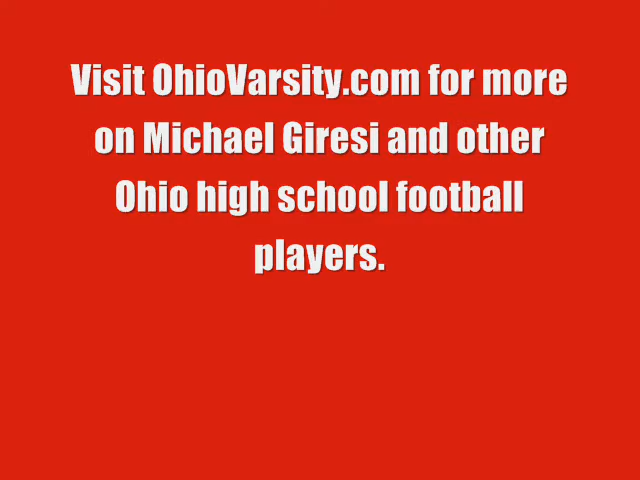 Visit OhioVarsity.com for more
on Michael Giresi and other
Ohio high school football
players.